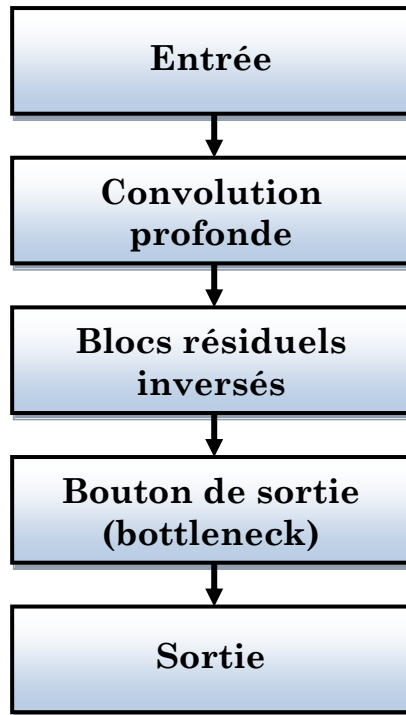 Entrée
Convolution
profonde
Blocs résiduels
inversés
Bouton de sortie
(bottleneck)
Sortie